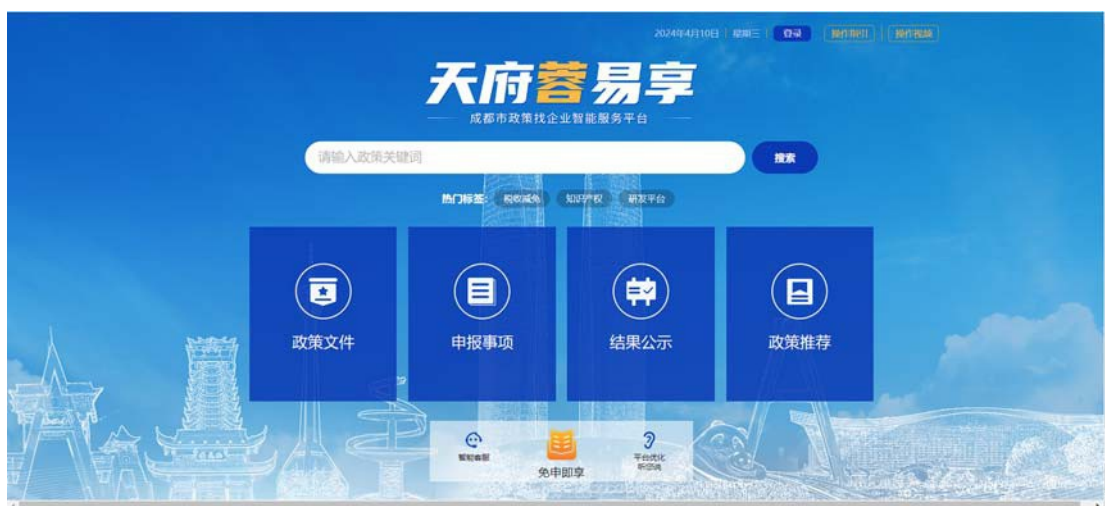 2024年4月10日 | 星期三 | 登录 操作指引 | 操作视频
天府蓉易享
成都市政策找企业智能服务平台
请输入政策关键词 搜索
热门标签: 税收减免 知识产权 研发平台
政策文件 申报事项 结果公示 政策推荐
智能客服 免申即享 平台优化
听您说